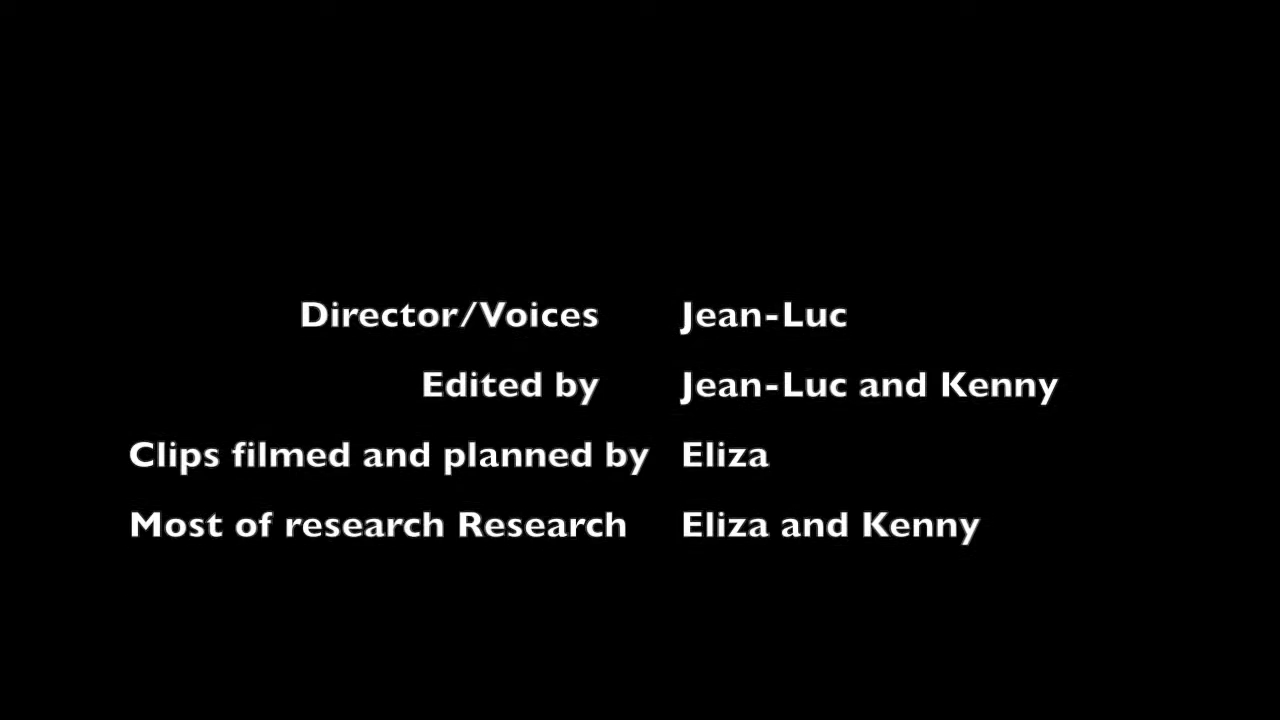 Director/Voices Jean-Luc
Edited by Jean-Luc and Kenny
Clips filmed and planned by Eliza
Most of research Research Eliza and Kenny